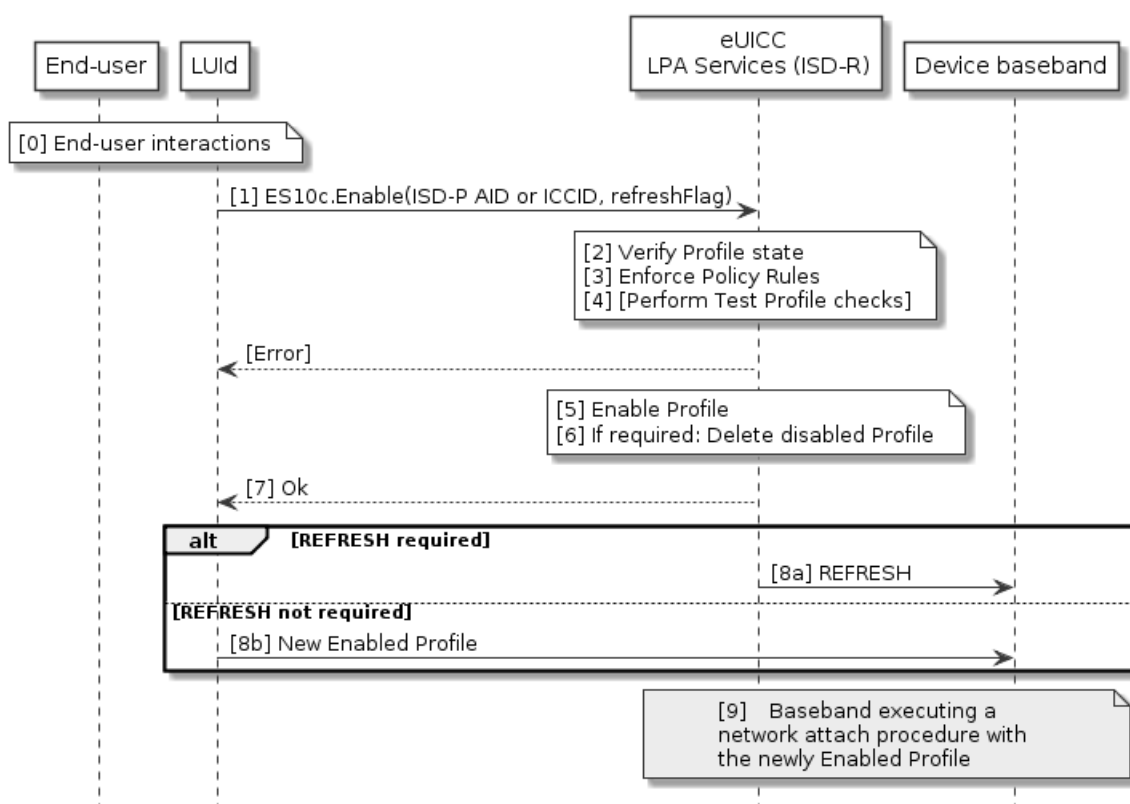 End-user
LUId
eUICC
LPA Services (ISD-R)
Device baseband
[0] End-user interactions
[1] ES10c.Enable(ISD-P AID or ICCID, refreshFlag)
[2] Verify Profile state
[3] Enforce Policy Rules
[4] [Perform Test Profile checks]
[Error]
[5] Enable Profile
[6] If required: Delete disabled Profile
[7] Ok
alt
[REFRESH required]
[8a] REFRESH
[REFRESH not required]
[8b] New Enabled Profile
[9] Baseband executing a
network attach procedure with
the newly Enabled Profile